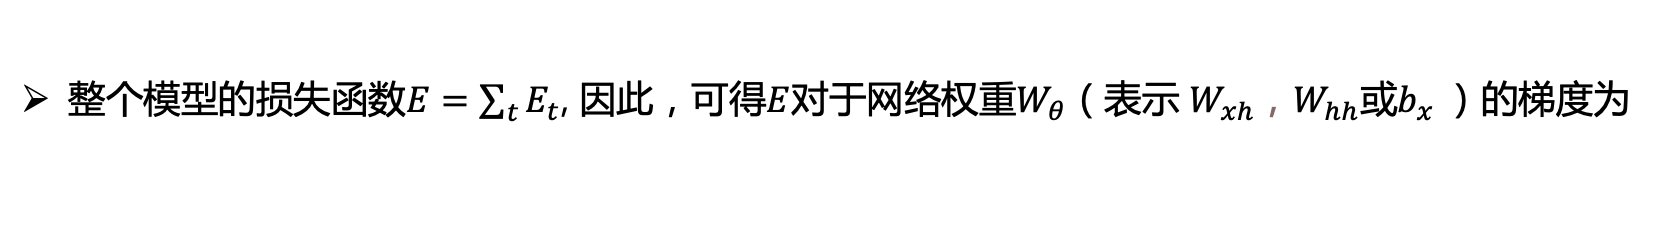 ➢ 整个模型的损失函数E = ∑_t E_t, 因此，可得E对于网络权重W_θ（表示 W_xh，W_hh或b_x ）的梯度为